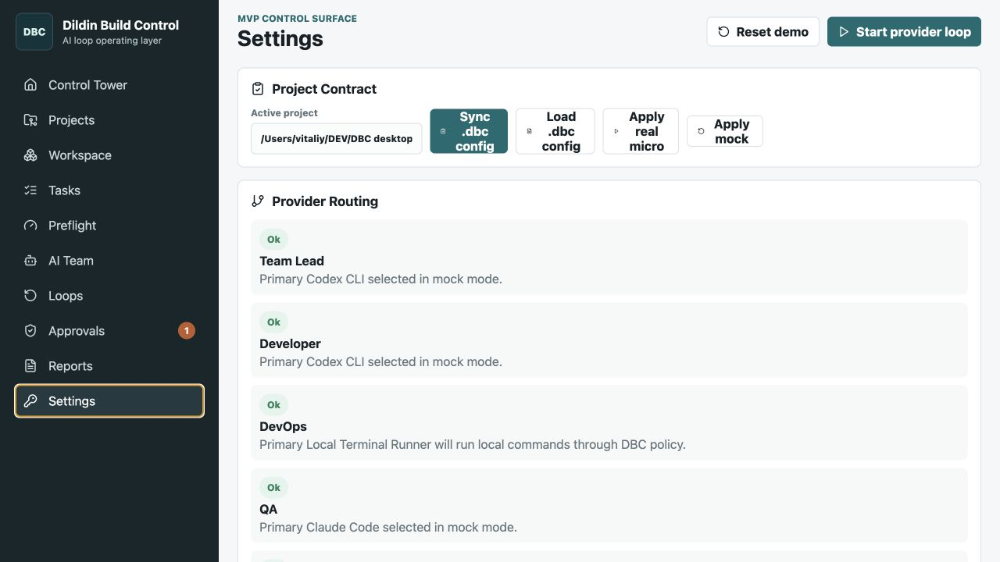 DBC
Dildin Build Control
AI loop operating layer
Control Tower
Projects
Workspace
Tasks
Preflight
AI Team
Loops
Approvals
1
Reports
Settings
MVP CONTROL SURFACE
Settings
Reset demo
Start provider loop
Project Contract
Active project
/Users/vitaliy/DEV/DBC desktop
Sync
.dbc
config
Load
.dbc
config
Apply
real
micro
Apply
mock
Provider Routing
Ok
Team Lead
Primary Codex CLI selected in mock mode.
Ok
Developer
Primary Codex CLI selected in mock mode.
Ok
DevOps
Primary Local Terminal Runner will run local commands through DBC policy.
Ok
QA
Primary Claude Code selected in mock mode.